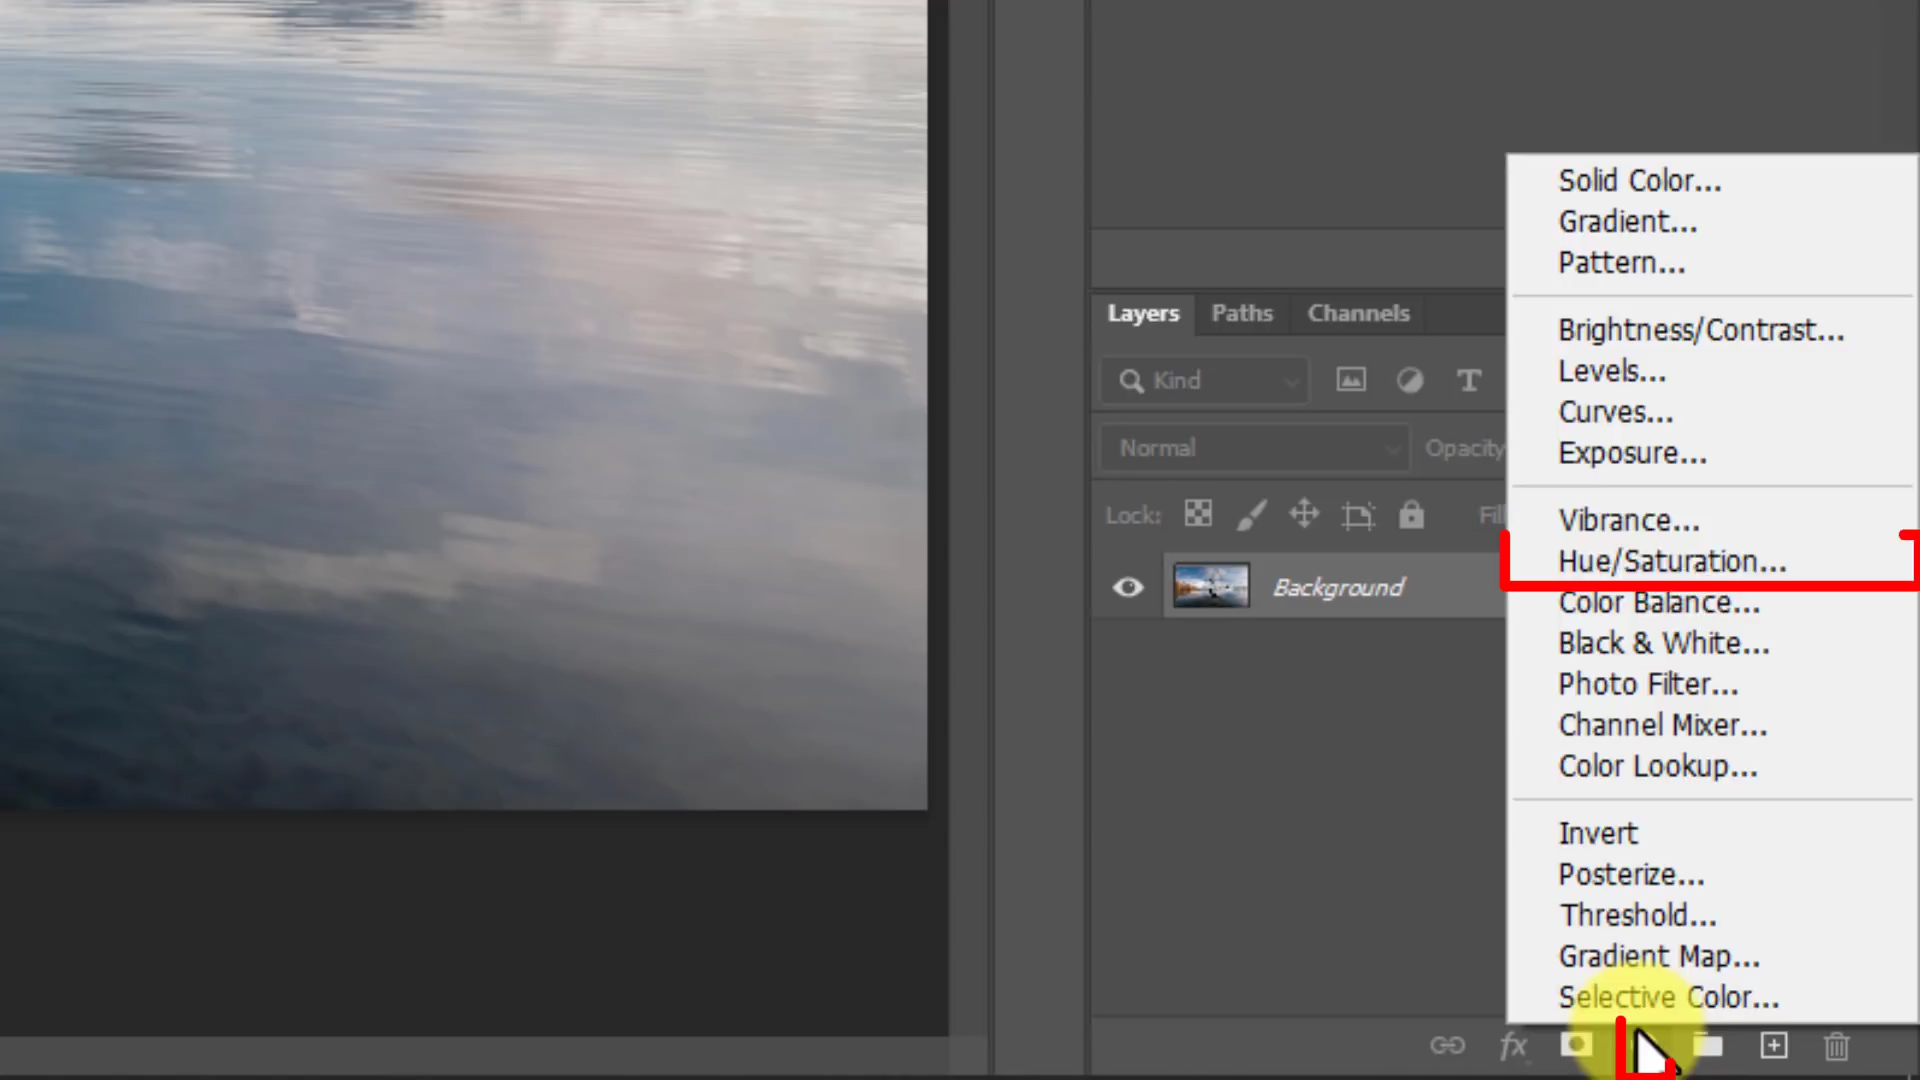 Solid Color...
Gradient...
Pattern...
Brightness/Contrast...
Levels...
Curves...
Exposure...
Vibrance...
Hue/Saturation...
Color Balance...
Black & White...
Photo Filter...
Channel Mixer...
Color Lookup...
Invert
Posterize...
Threshold...
Gradient Map...
Selective Color...
Layers Paths Channels
Kind
Normal Opacity
Lock:
Background
fx